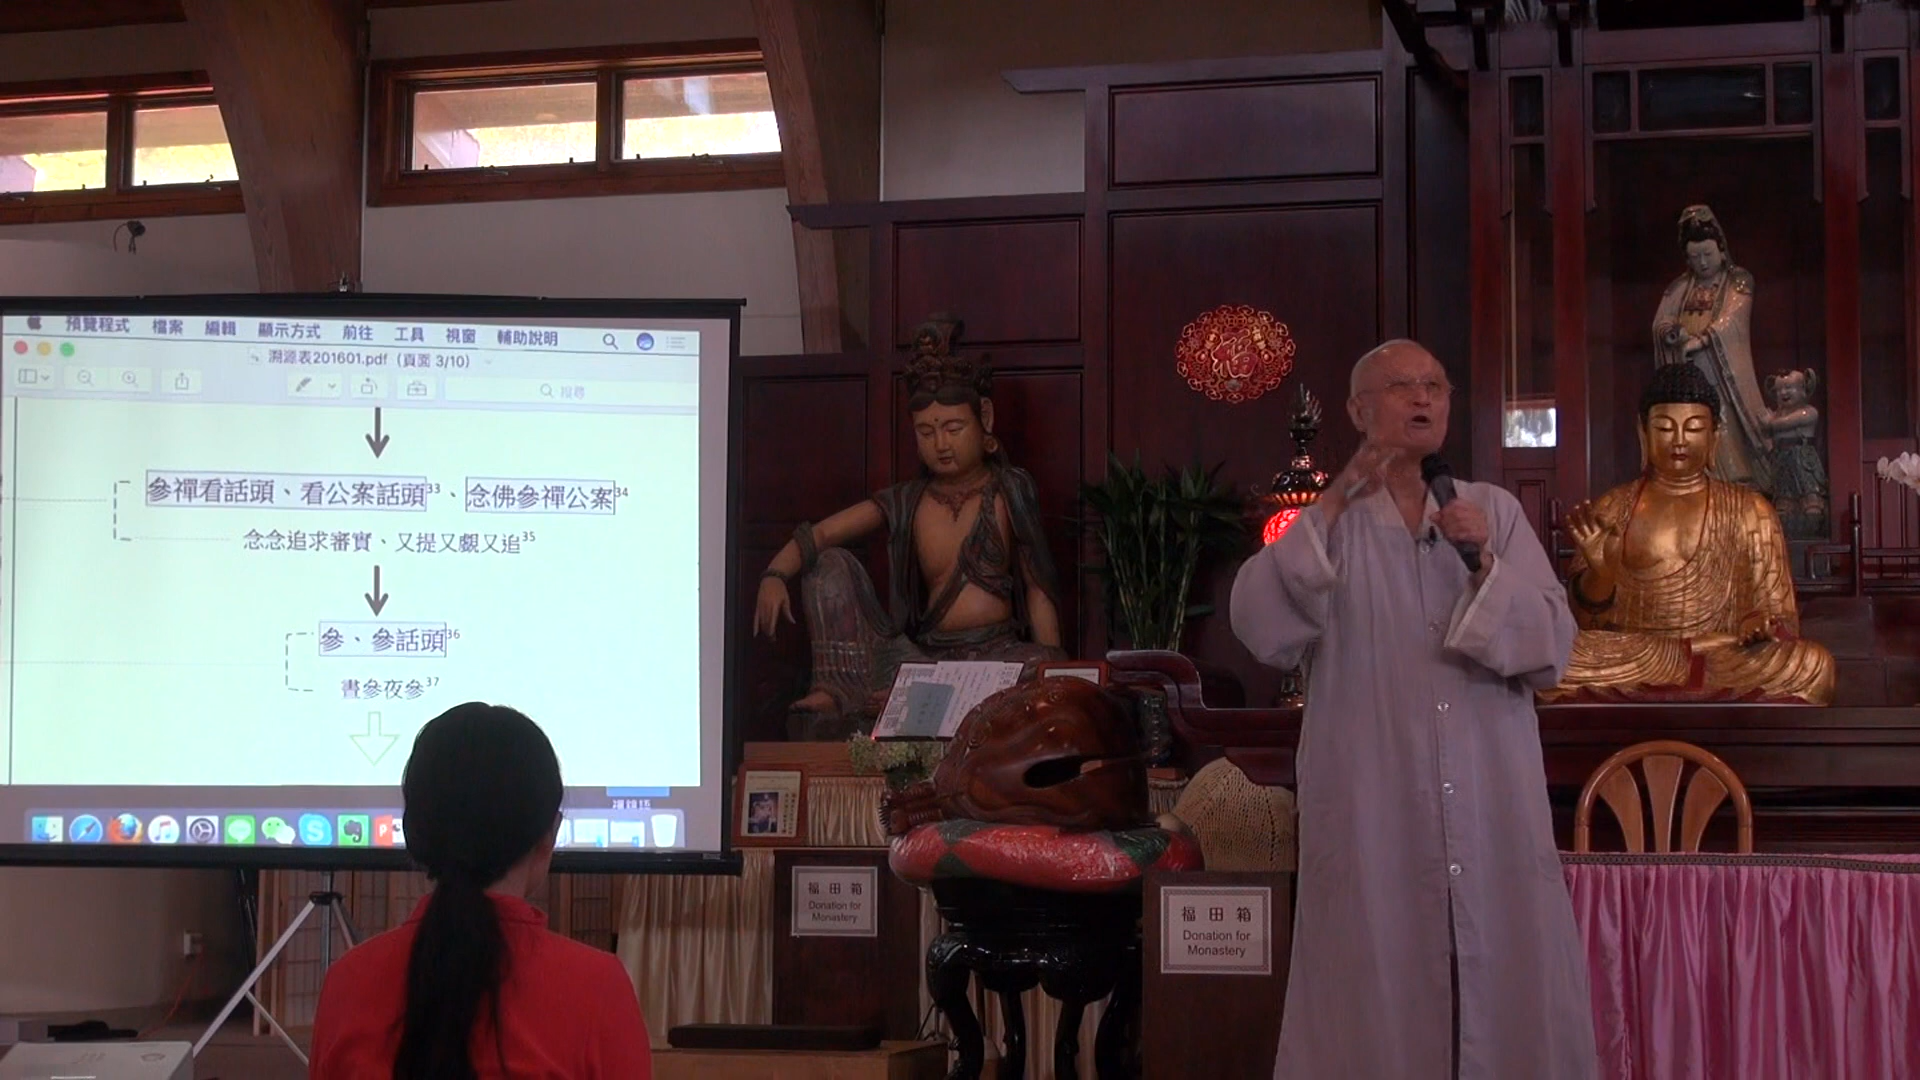 預覽程式 檔案 編輯 顯示方式 前往 工具 視窗 輔助說明
溯源表201601.pdf（頁面 3/10）
搜尋
參禪看話頭、看公案話頭33、念佛參禪公案34
念念追求審實、又提又覷又追35
參、參話頭36
晝參夜參37
福
福田箱
Donation for
Monastery
福田箱
Donation for
Monastery